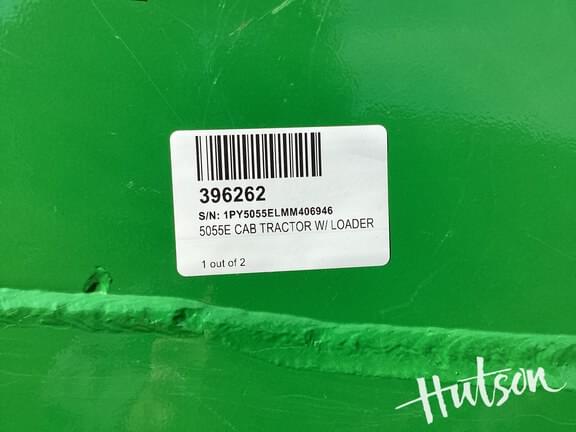 396262
S/N: 1PY5055ELMM406946
5055E CAB TRACTOR W/ LOADER
1 out of 2
Hutson